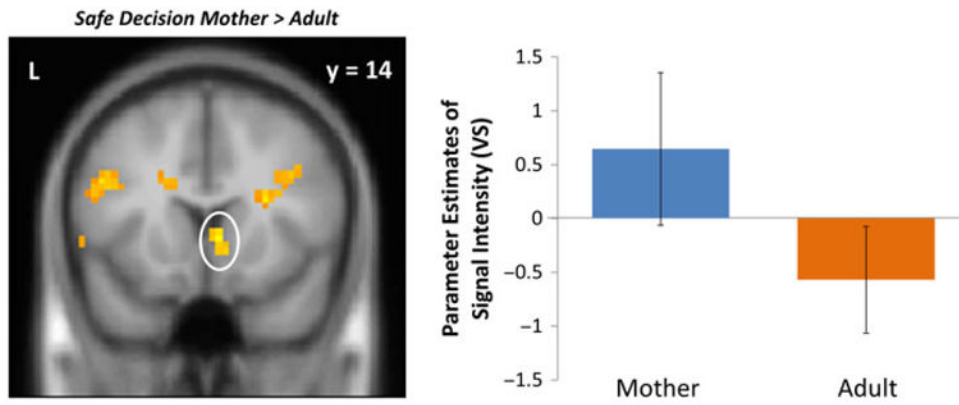 Safe Decision Mother > Adult
L
y = 14
Parameter Estimates of
Signal Intensity (VS)
1.5
1
0.5
0
−0.5
−1
−1.5
Mother
Adult